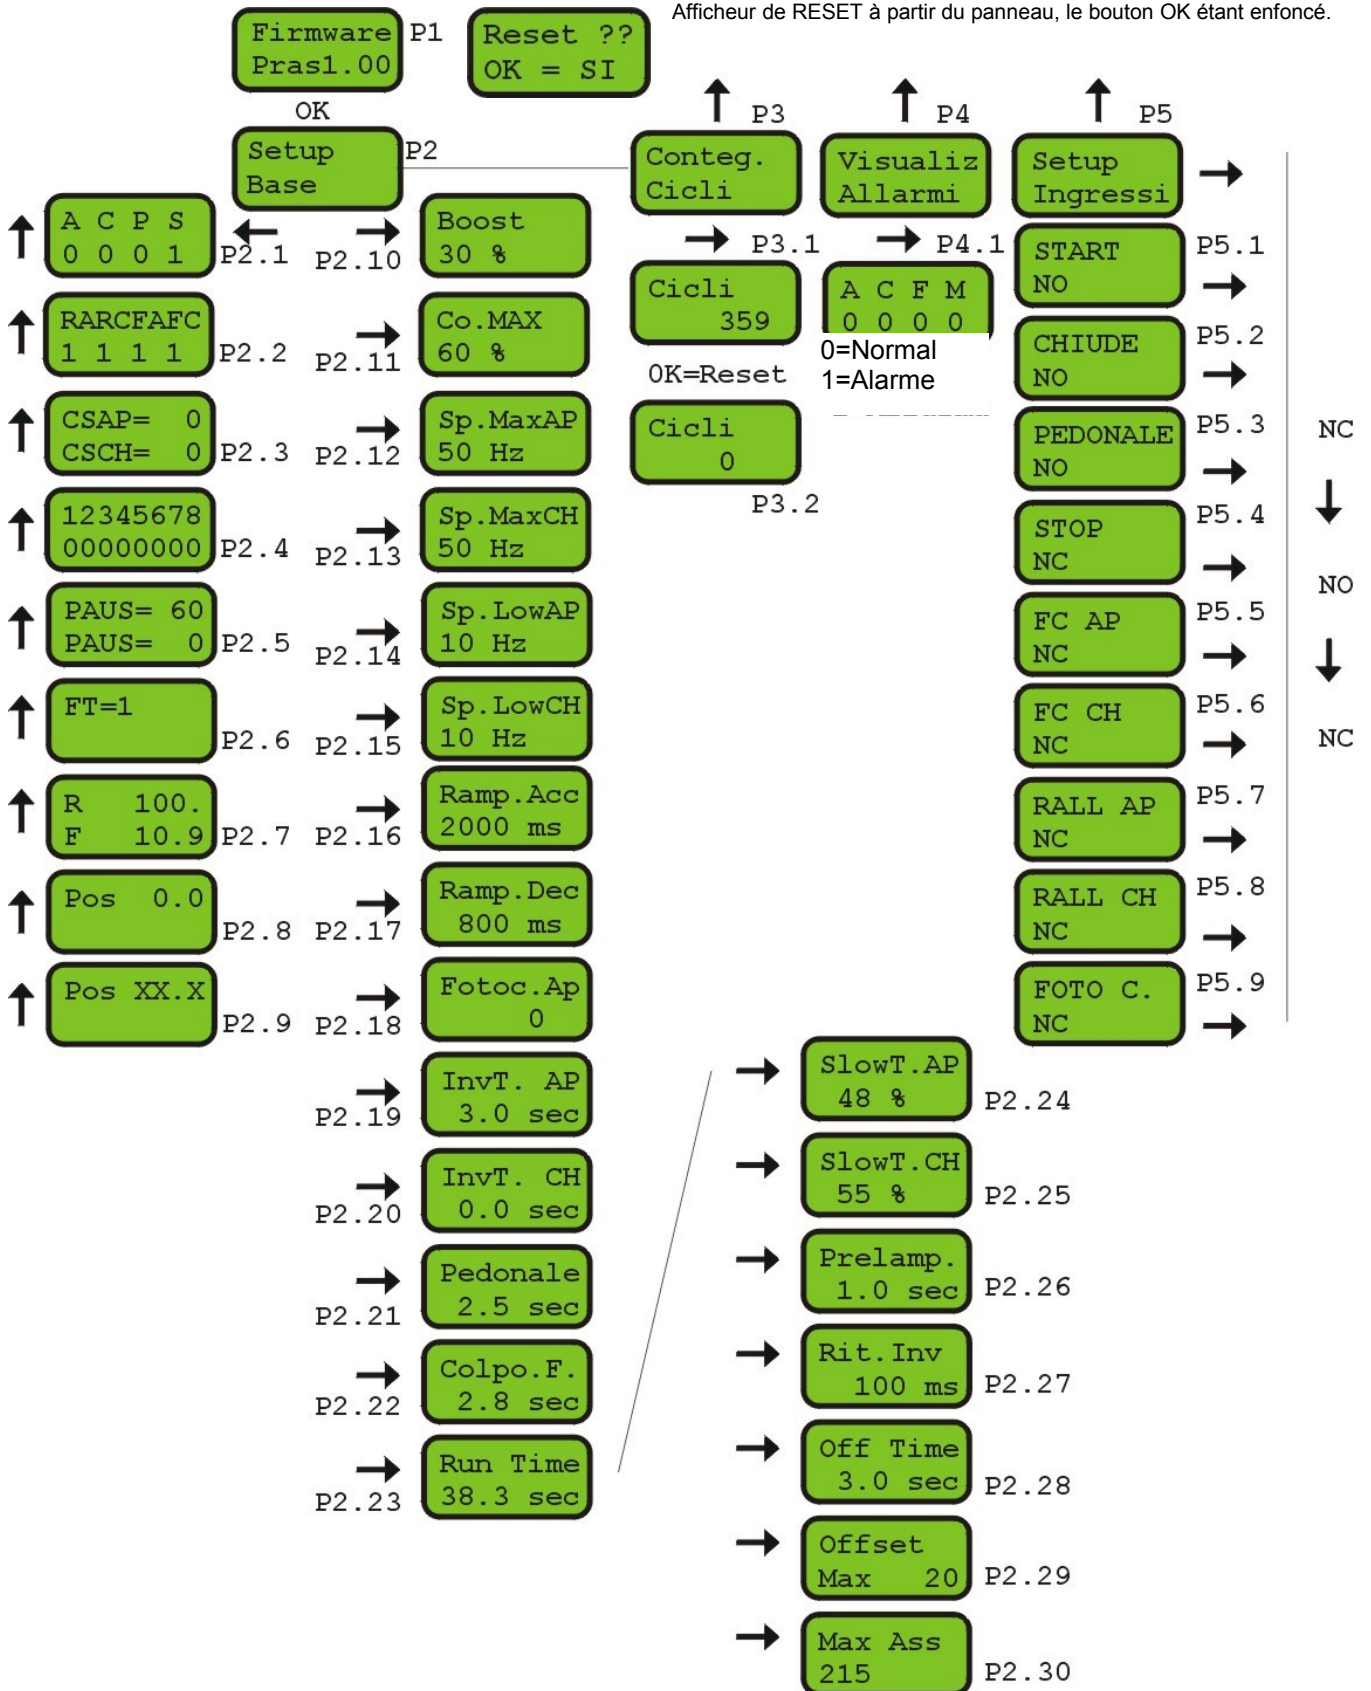 Afficheur de RESET à partir du panneau, le bouton OK étant enfoncé.
Firmware
Pras1.00
P1
Reset ??
OK = SI
OK
Setup
Base
P2
A C P S
0 0 0 1
P2.1
RARCFAFC
1 1 1 1
P2.2
CSAP= 0
CSCH= 0
P2.3
12345678
00000000
P2.4
PAUS= 60
PAUS= 0
P2.5
FT=1
P2.6
R 100.
F 10.9
P2.7
Pos 0.0
P2.8
Pos XX.X
P2.9
P2.10
Boost
30 %
P2.11
Co.MAX
60 %
P2.12
Sp.MaxAP
50 Hz
P2.13
Sp.MaxCH
50 Hz
P2.14
Sp.LowAP
10 Hz
P2.15
Sp.LowCH
10 Hz
P2.16
Ramp.Acc
2000 ms
P2.17
Ramp.Dec
800 ms
P2.18
Fotoc.Ap
0
P2.19
InvT. AP
3.0 sec
P2.20
InvT. CH
0.0 sec
P2.21
Pedonale
2.5 sec
P2.22
Colpo.F.
2.8 sec
P2.23
Run Time
38.3 sec
SlowT.AP
48 %
P2.24
SlowT.CH
55 %
P2.25
Prelamp.
1.0 sec
P2.26
Rit.Inv
100 ms
P2.27
Off Time
3.0 sec
P2.28
Offset
Max 20
P2.29
Max Ass
215
P2.30
P3
Conteg.
Cicli
P3.1
Cicli
359
0K=Reset
Cicli
0
P3.2
P4
Visualiz
Allarmi
P4.1
A C F M
0 0 0 0
0=Normal
1=Alarme
P5
Setup
Ingressi
START
NO
P5.1
CHIUDE
NO
P5.2
PEDONALE
NO
P5.3
STOP
NC
P5.4
FC AP
NC
P5.5
FC CH
NC
P5.6
RALL AP
NC
P5.7
RALL CH
NC
P5.8
FOTO C.
NC
P5.9
NC
NO
NC